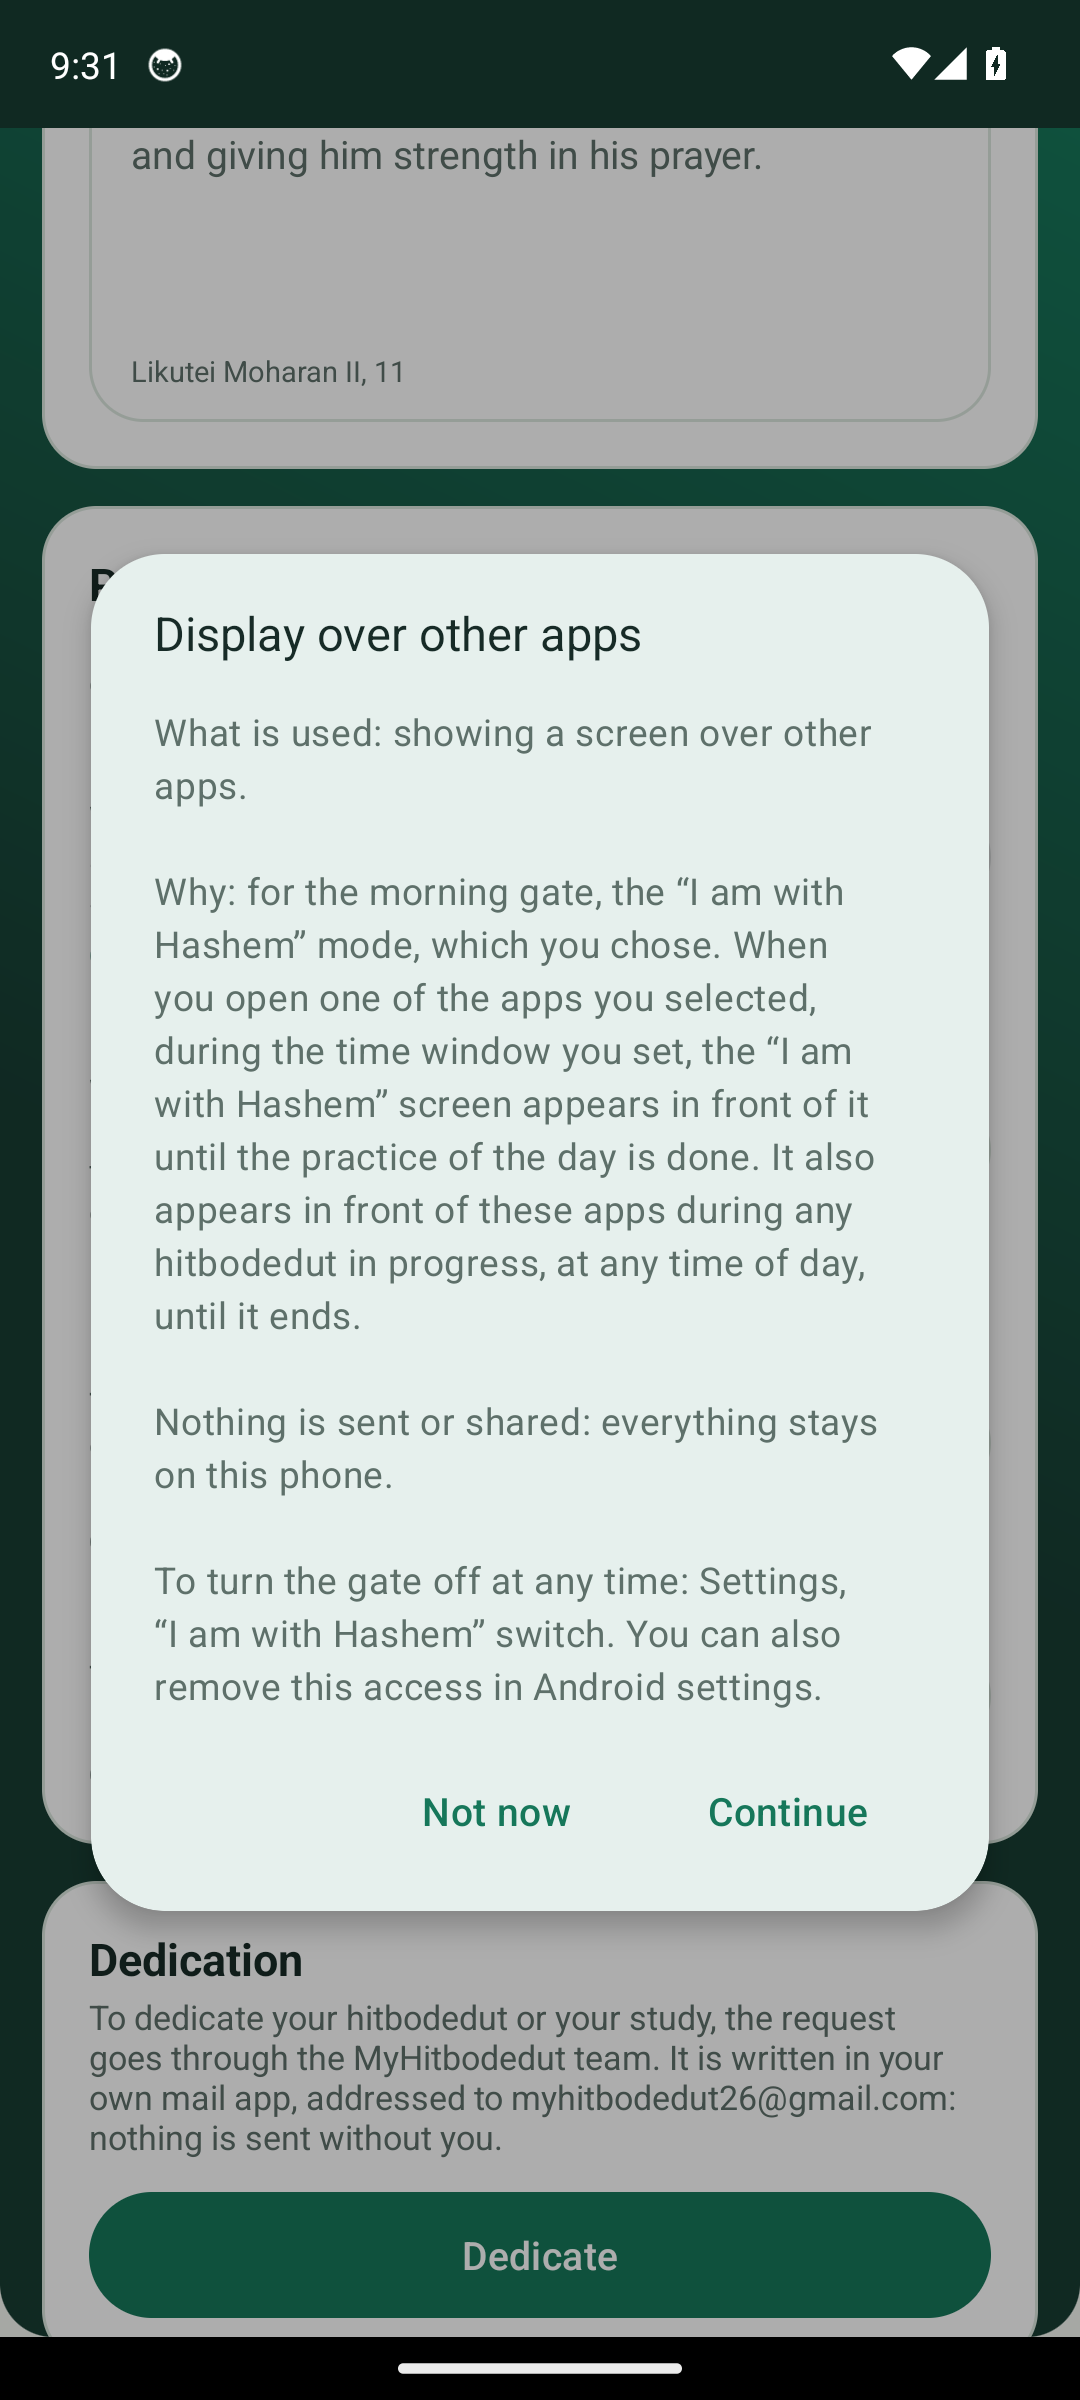 9:31
and giving him strength in his prayer.
Likutei Moharan II, 11
Display over other apps
What is used: showing a screen over other
apps.
Why: for the morning gate, the “I am with
Hashem” mode, which you chose. When
you open one of the apps you selected,
during the time window you set, the “I am
with Hashem” screen appears in front of it
until the practice of the day is done. It also
appears in front of these apps during any
hitbodedut in progress, at any time of day,
until it ends.
Nothing is sent or shared: everything stays
on this phone.
To turn the gate off at any time: Settings,
“I am with Hashem” switch. You can also
remove this access in Android settings.
Not now
Continue
Dedication
To dedicate your hitbodedut or your study, the request
goes through the MyHitbodedut team. It is written in your
own mail app, addressed to myhitbodedut26@gmail.com:
nothing is sent without you.
Dedicate